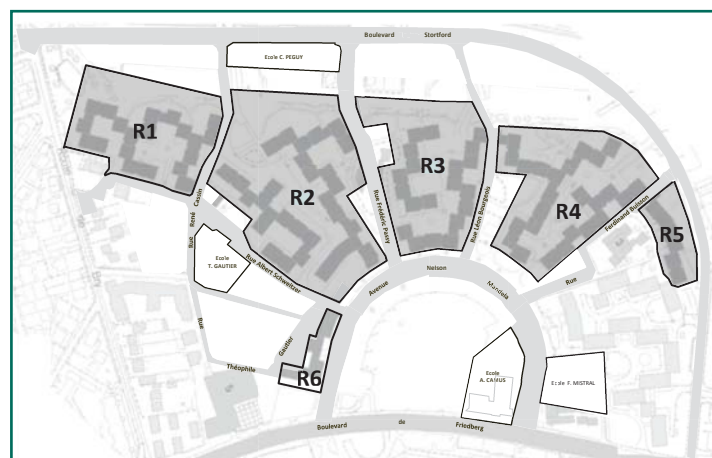 Boulevard Stortford
Ecole C. PEGUY
R1
R2
R3
R4
R5
Rue René Cassin
Rue Frédéric Passy
Rue Léon Bourgeois
Rue Ferdinand Buisson
Ecole
T. GAUTIER
Rue Albert Schweitzer
Avenue Nelson Mandela
Rue Théophile Gautier
R6
Ecole
A. CAMUS
Ecole F. MISTRAL
Boulevard de Friedberg